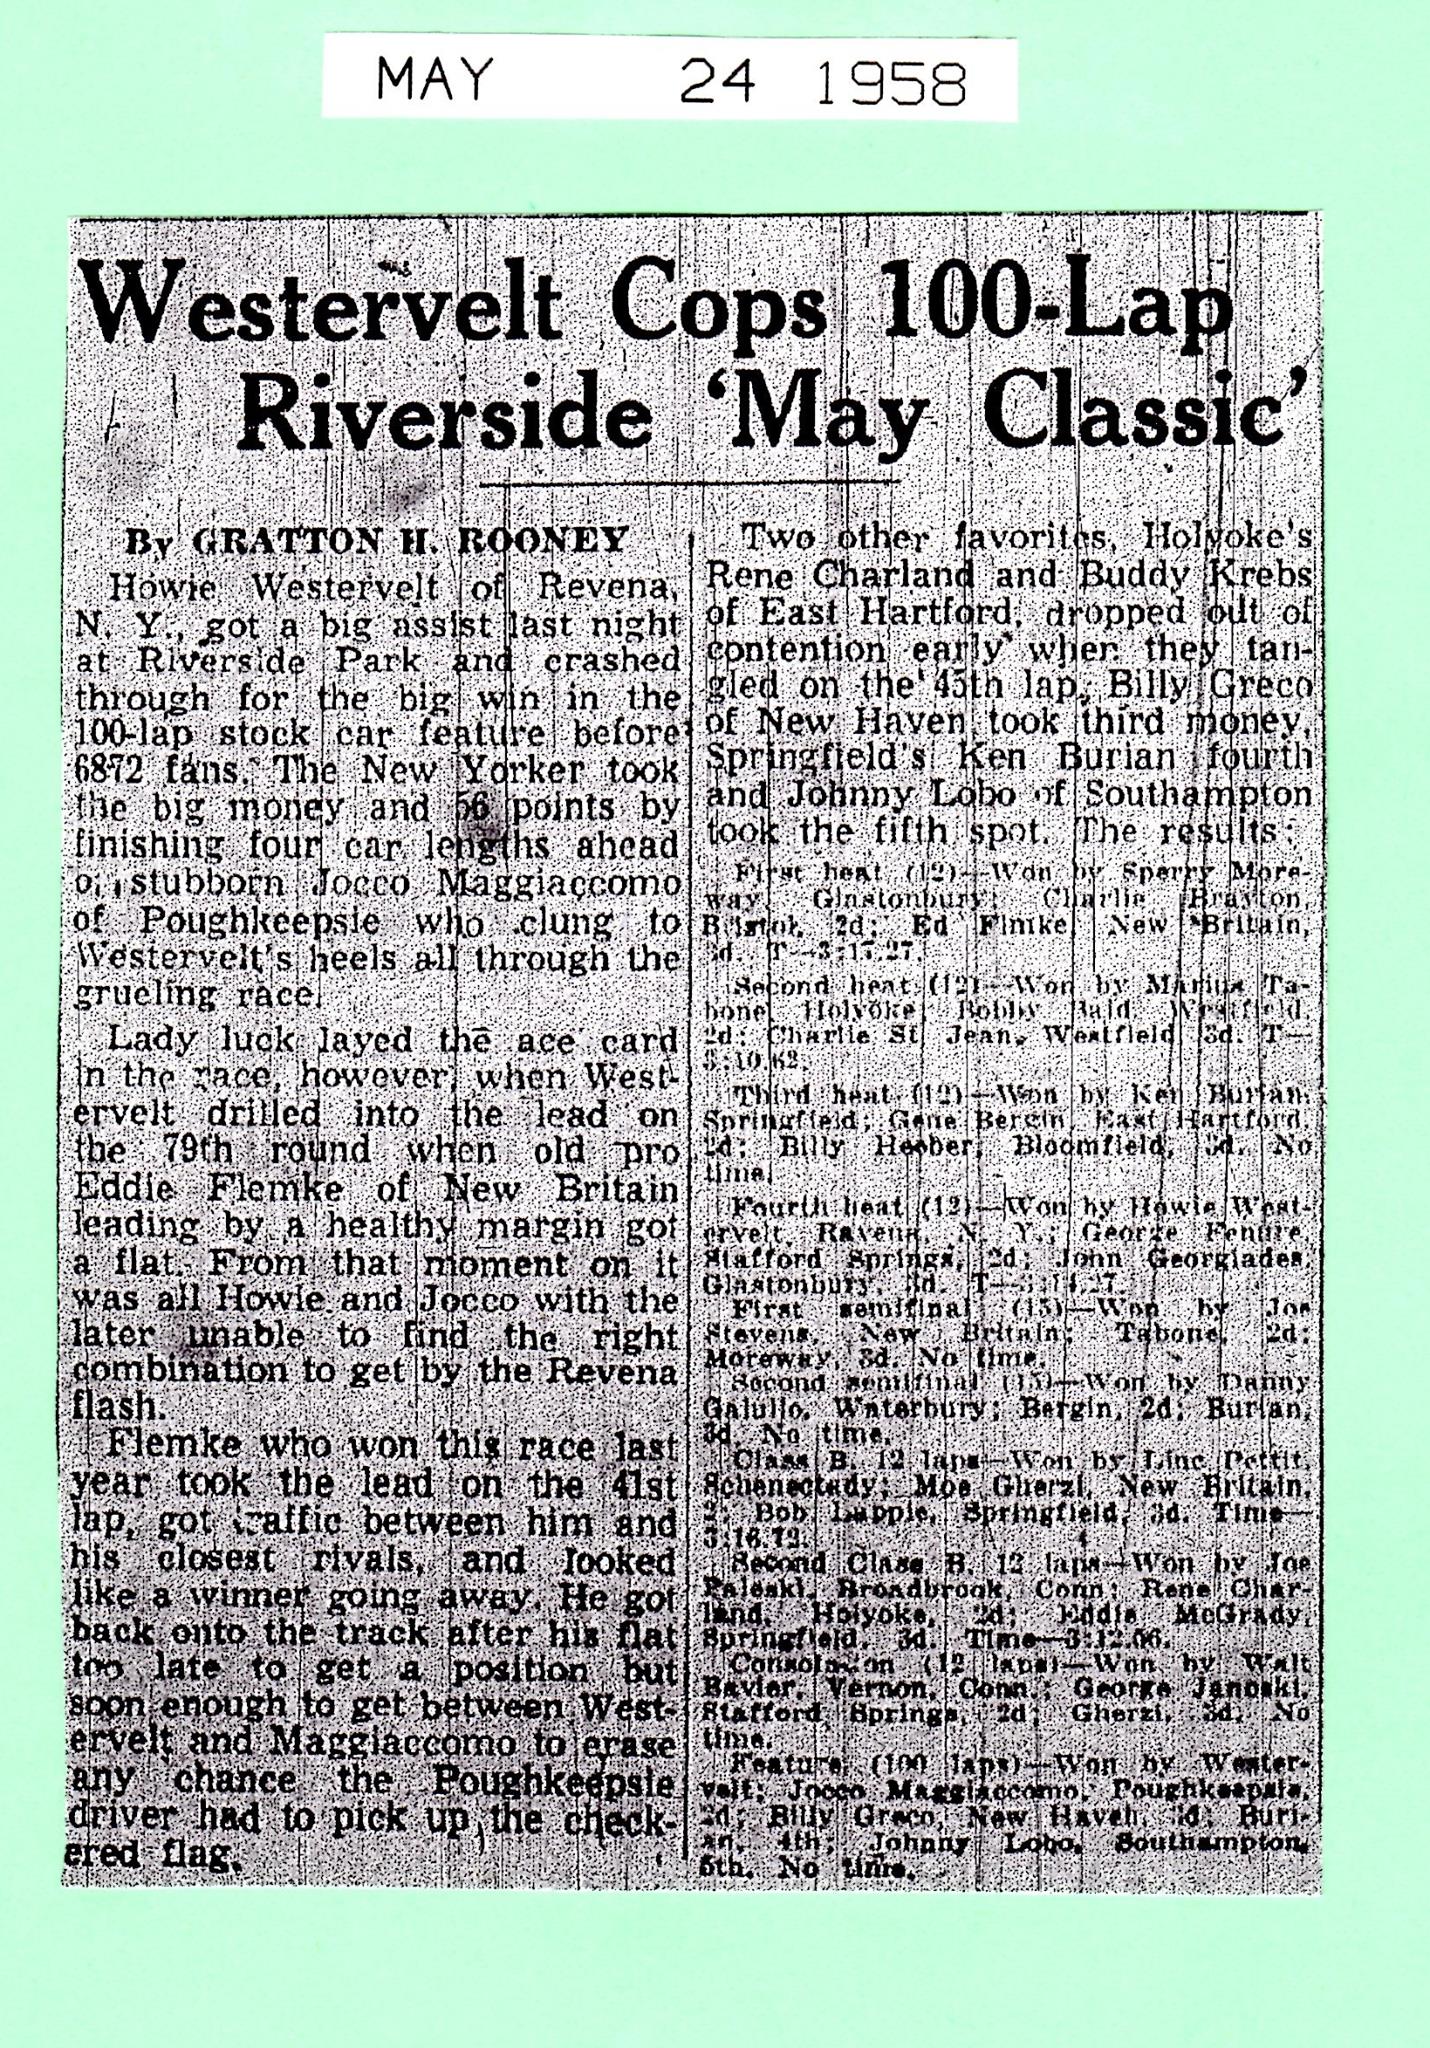 MAY 24 1958
Westervelt Cops 100-Lap
Riverside ‘May Classic’
By GRATTON H. ROONEY
Howie Westervelt of Revena,
N. Y., got a big assist last night
at Riverside Park and crashed
through for the big win in the
100-lap stock car feature before
6872 fans. The New Yorker took
the big money and 56 points by
finishing four car lengths ahead
of stubborn Jocco Maggiaccomo
of Poughkeepsie who clung to
Westervelt's heels all through the
grueling race.
Lady luck layed the ace card
in the race, however, when West-
ervelt drilled into the lead on
the 79th round when old pro
Eddie Flemke of New Britain
leading by a healthy margin got
a flat. From that moment on it
was all Howie and Jocco with the
later unable to find the right
combination to get by the Revena
flash.
Flemke who won this race last
year took the lead on the 41st
lap, got traffic between him and
his closest rivals, and looked
like a winner going away. He got
back onto the track after his flat
too late to get a position but
soon enough to get between West-
ervelt and Maggiaccomo to erase
any chance the Poughkeepsie
driver had to pick up the check-
ered flag.
Two other favorites, Holyoke's
Rene Charland and Buddy Krebs
of East Hartford, dropped out of
contention early when they tan-
gled on the 45th lap. Billy Greco
of New Haven took third money,
Springfield's Ken Burian fourth
and Johnny Lobo of Southampton
took the fifth spot. The results:
First heat (12)—Won by Sperry More-
way, Glastonbury; Charlie Braxton,
Bristol, 2d; Ed Flmke, New Britain,
3d. T—3:17.27.
Second heat (12)—Won by Marius Ta-
bone, Holyoke; Bobby Bald, Westfield,
2d; Charlie St. Jean, Westfield 3d. T—
3:10.62.
Third heat (12)—Won by Ken Burian,
Springfield; Gene Bergin East Hartford,
2d; Billy Heober, Bloomfield, 3d. No
time.
Fourth heat (12)—Won by Howie West-
ervelt, Ravena, N. Y.; George
Stafford Springs, 2d; John Georgiades,
Glastonbury, 3d. T—3:14.27.
First semifinal (15)—Won by Joe
Stevens, New Britain; Tabone, 2d;
Moreway, 3d. No time.
Second semifinal (15)—Won by Danny
Galullo, Waterbury; Bergin, 2d; Burian,
3d. No time.
Class B, 12 laps—Won by Linc Pettit,
Schenectady; Moe Gherzi, New Britain,
2; Bob Lapple, Springfield, 3d. Time—
3:16.72.
Second Class B, 12 laps—Won by Joe
Paleski, Broadbrook, Conn; Rene Char-
land, Holyoke, 2d; Eddie McGrady,
Springfield, 3d. Time—3:12.06.
Consolation (12 laps)—Won by Walt
Bavier, Vernon, Conn.; George Janoski,
Stafford Springs, 2d; Gherzi, 3d. No
time.
Feature (100 laps)—Won by Wester-
velt; Jocco Maggiaccomo, Poughkeepsie,
2d; Billy Greco, New Haven, 3d; Buri-
an, 4th; Johnny Lobo, Southampton,
5th. No time.